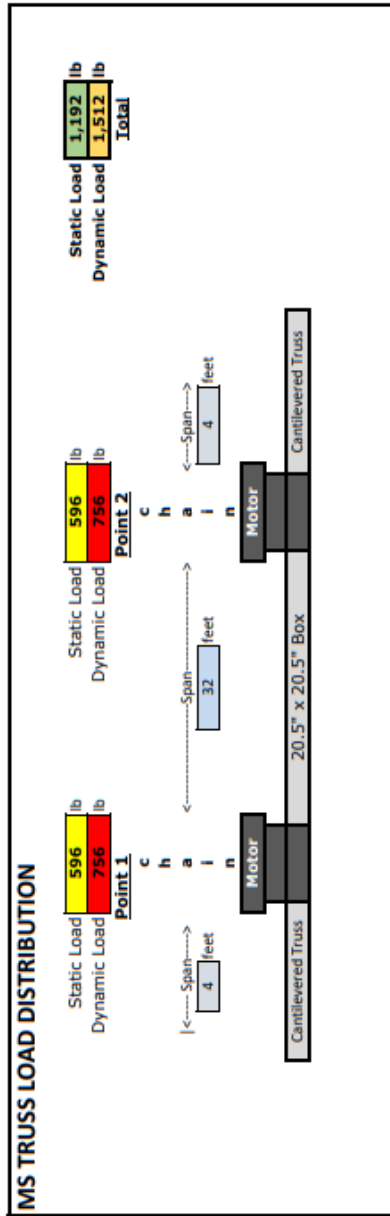 MS TRUSS LOAD DISTRIBUTION
Static Load 596 lb Static Load 596 lb Static Load 1,192 lb
Dynamic Load 756 lb Dynamic Load 756 lb Dynamic Load 1,512 lb
Point 1 Point 2 Total
c c
h h
a a
i i
n n
|<----- Span----> <--------------------------Span--------------------------> <----Span---->
4 feet 32 feet 4 feet
Motor Motor
Cantilevered Truss 20.5" x 20.5" Box Cantilevered Truss